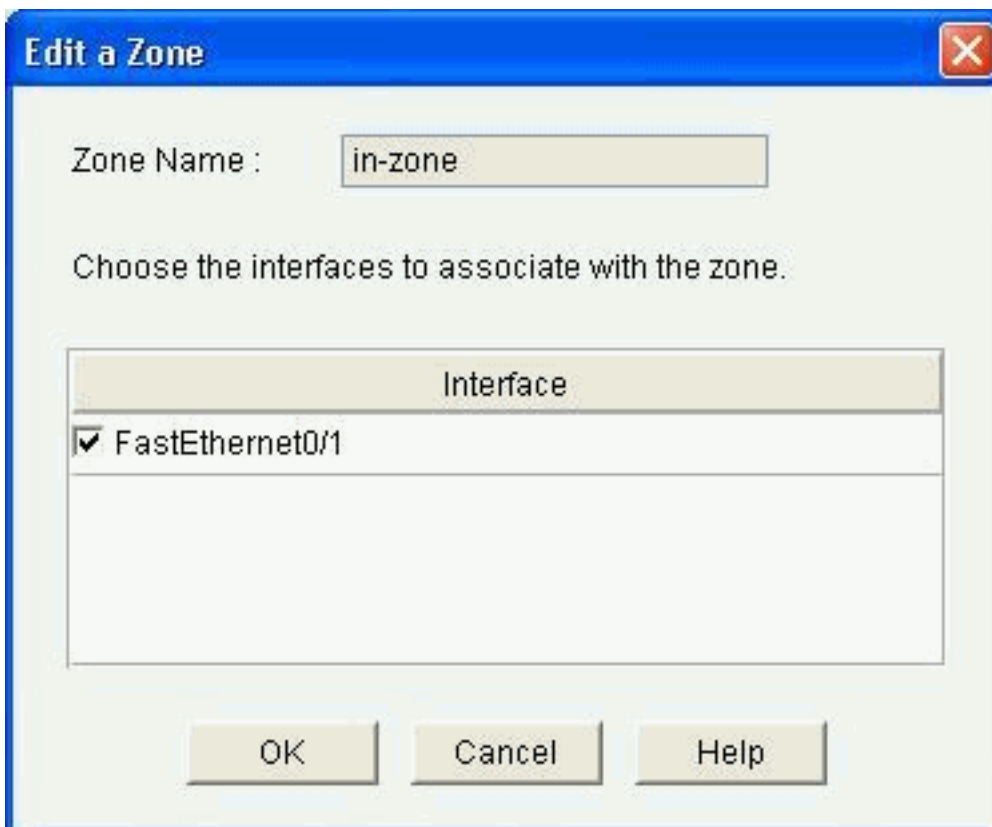 Edit a Zone
Zone Name : in-zone
Choose the interfaces to associate with the zone.
Interface
FastEthernet0/1
OK Cancel Help